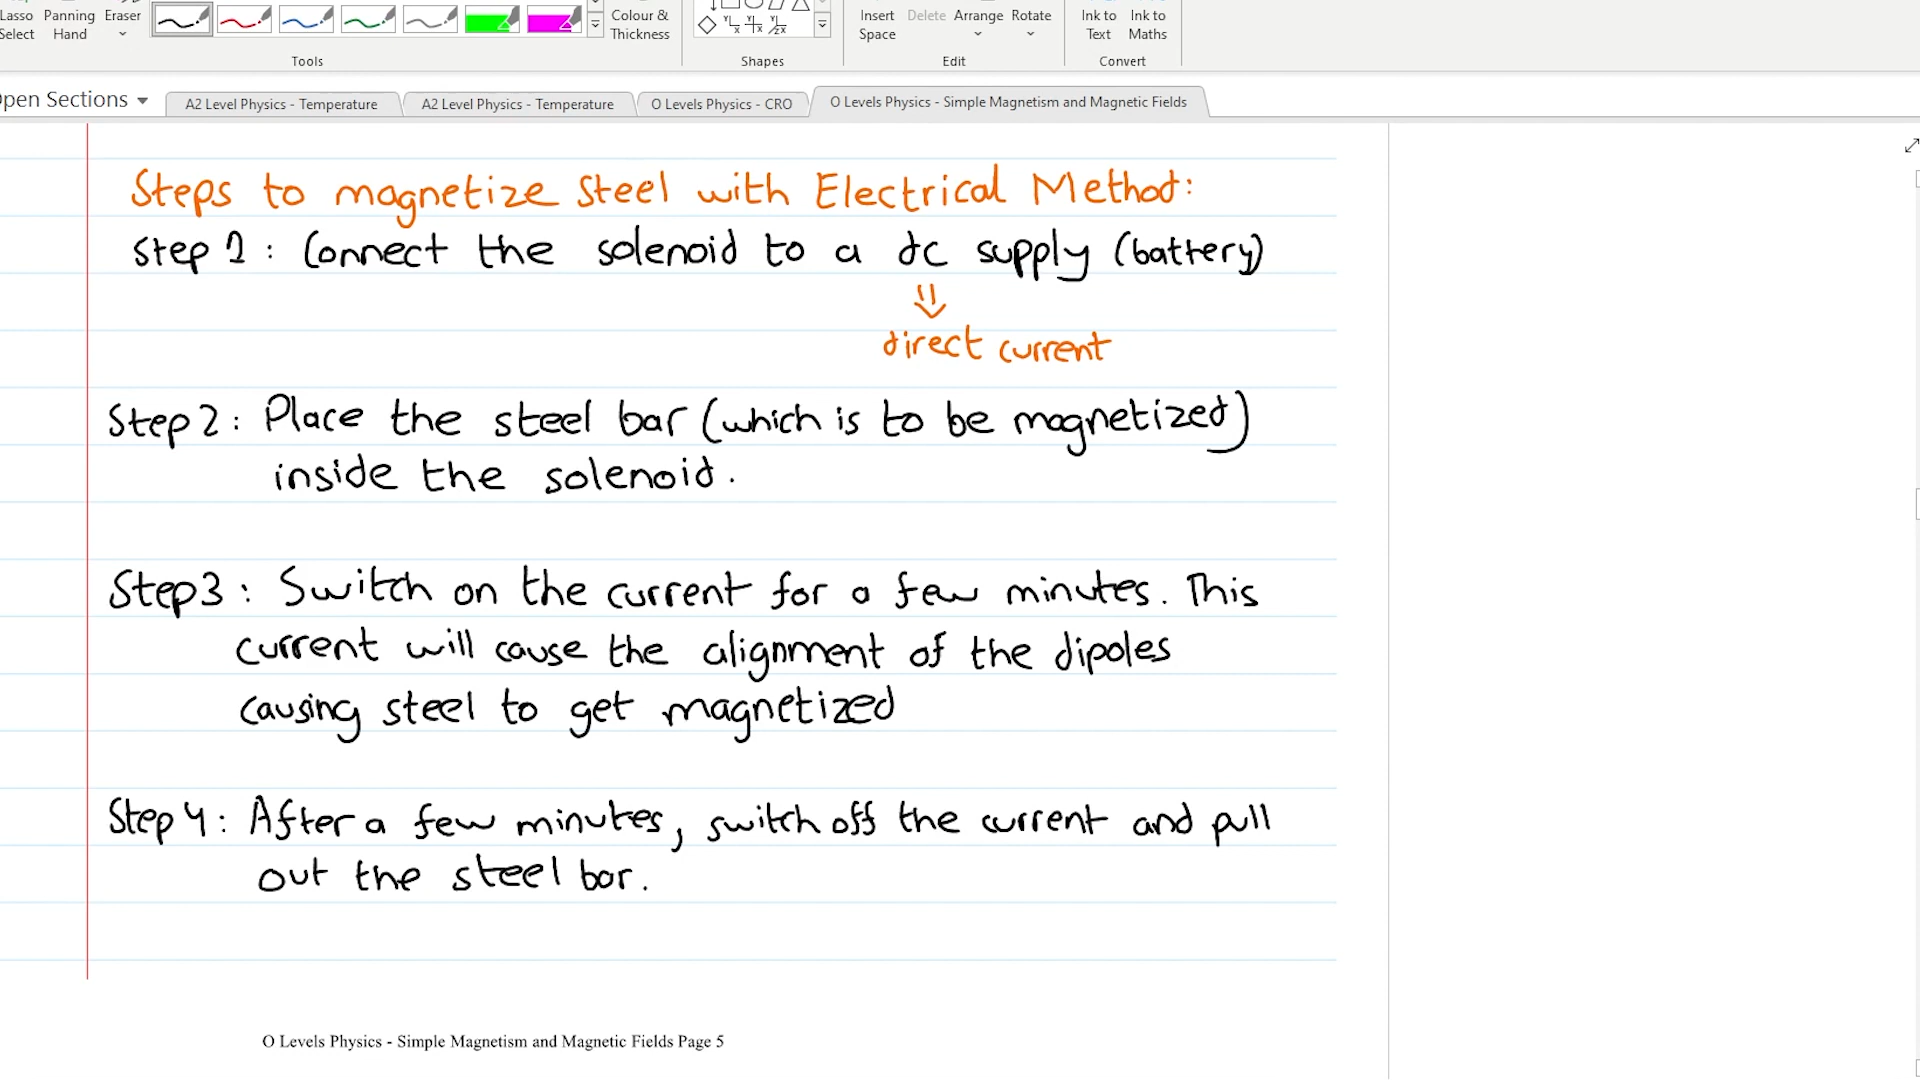 Lasso Select
Panning Hand
Eraser
Colour & Thickness
Insert Space
Delete
Arrange
Rotate
Ink to Text
Ink to Maths
Tools
Shapes
Edit
Convert
pen Sections
A2 Level Physics - Temperature
A2 Level Physics - Temperature
O Levels Physics - CRO
O Levels Physics - Simple Magnetism and Magnetic Fields
Steps to magnetize Steel with Electrical Method:
Step 1: Connect the solenoid to a dc supply (battery)
direct current
Step 2: Place the steel bar (which is to be magnetized)
inside the solenoid.
Step 3: Switch on the current for a few minutes. This
current will cause the alignment of the dipoles
causing steel to get magnetized
Step 4: After a few minutes, switch off the current and pull
out the steel bar.
O Levels Physics - Simple Magnetism and Magnetic Fields Page 5